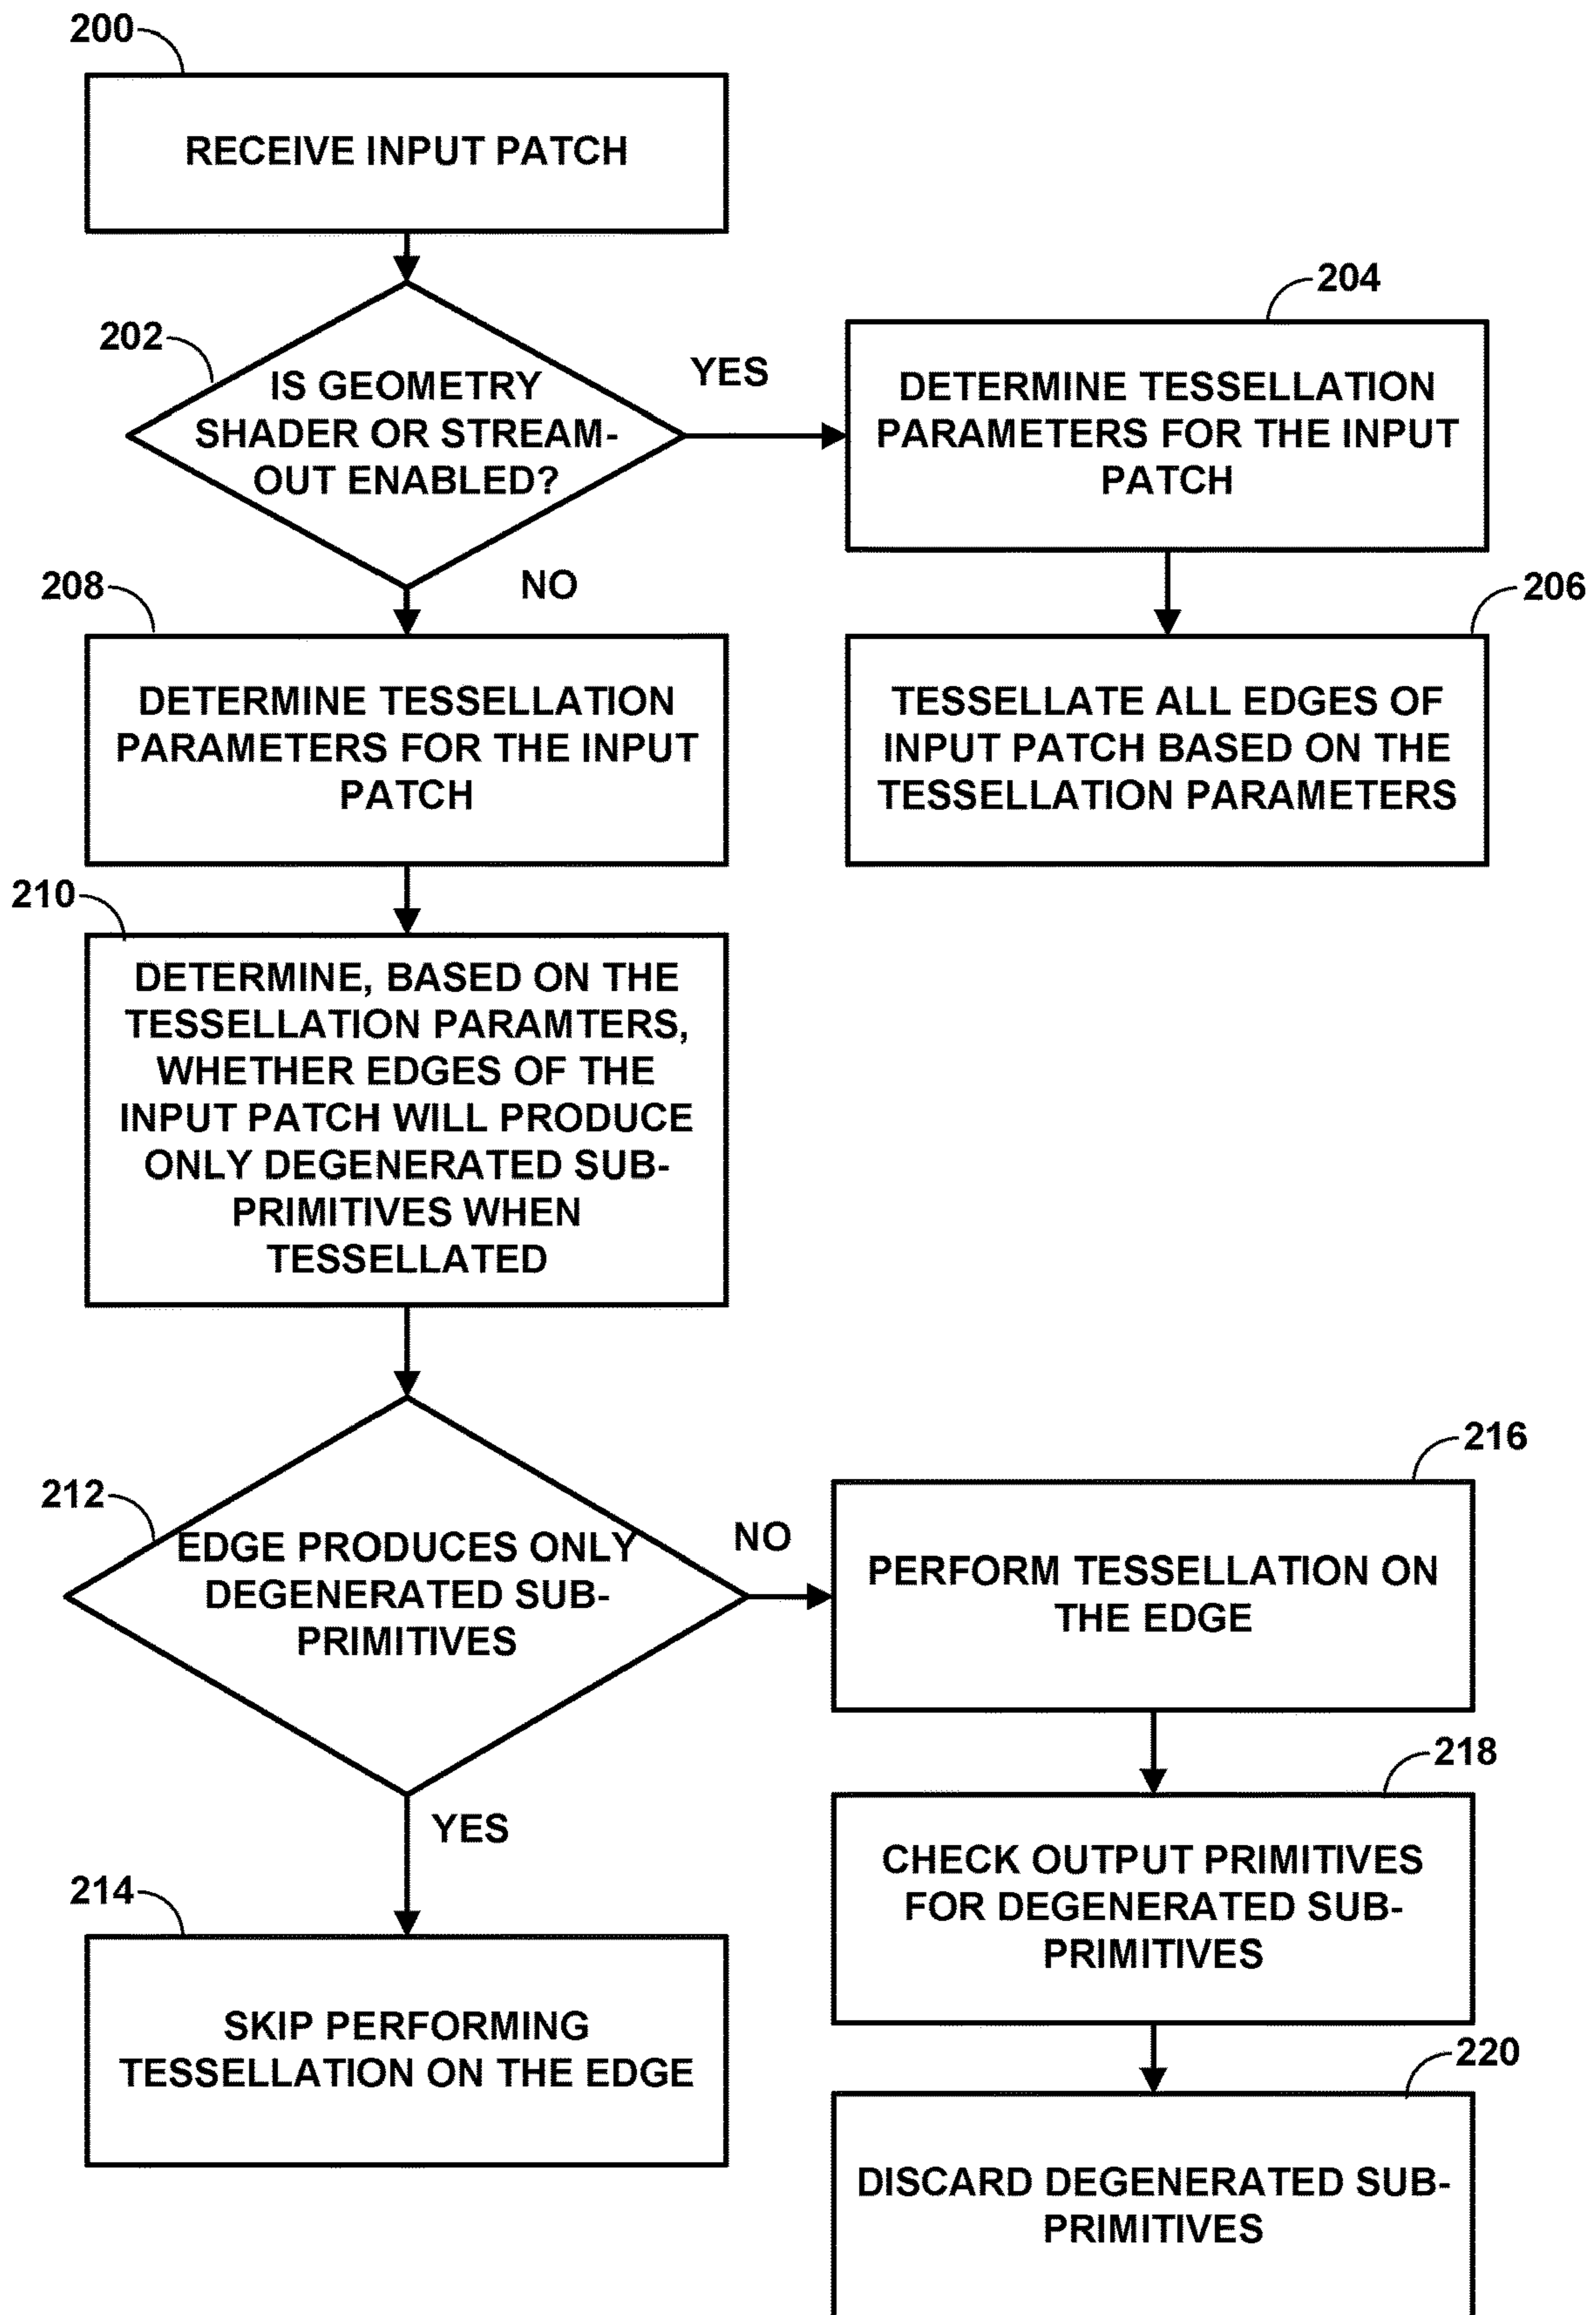 200
RECEIVE INPUT PATCH
202
IS GEOMETRY
SHADER OR STREAM-
OUT ENABLED?
YES
204
DETERMINE TESSELLATION
PARAMETERS FOR THE INPUT
PATCH
NO
206
TESSELLATE ALL EDGES OF
INPUT PATCH BASED ON THE
TESSELLATION PARAMETERS
208
DETERMINE TESSELLATION
PARAMETERS FOR THE INPUT
PATCH
210
DETERMINE, BASED ON THE
TESSELLATION PARAMTERS,
WHETHER EDGES OF THE
INPUT PATCH WILL PRODUCE
ONLY DEGENERATED SUB-
PRIMITIVES WHEN
TESSELLATED
212
EDGE PRODUCES ONLY
DEGENERATED SUB-
PRIMITIVES
NO
216
PERFORM TESSELLATION ON
THE EDGE
YES
214
SKIP PERFORMING
TESSELLATION ON THE EDGE
218
CHECK OUTPUT PRIMITIVES
FOR DEGENERATED SUB-
PRIMITIVES
220
DISCARD DEGENERATED SUB-
PRIMITIVES